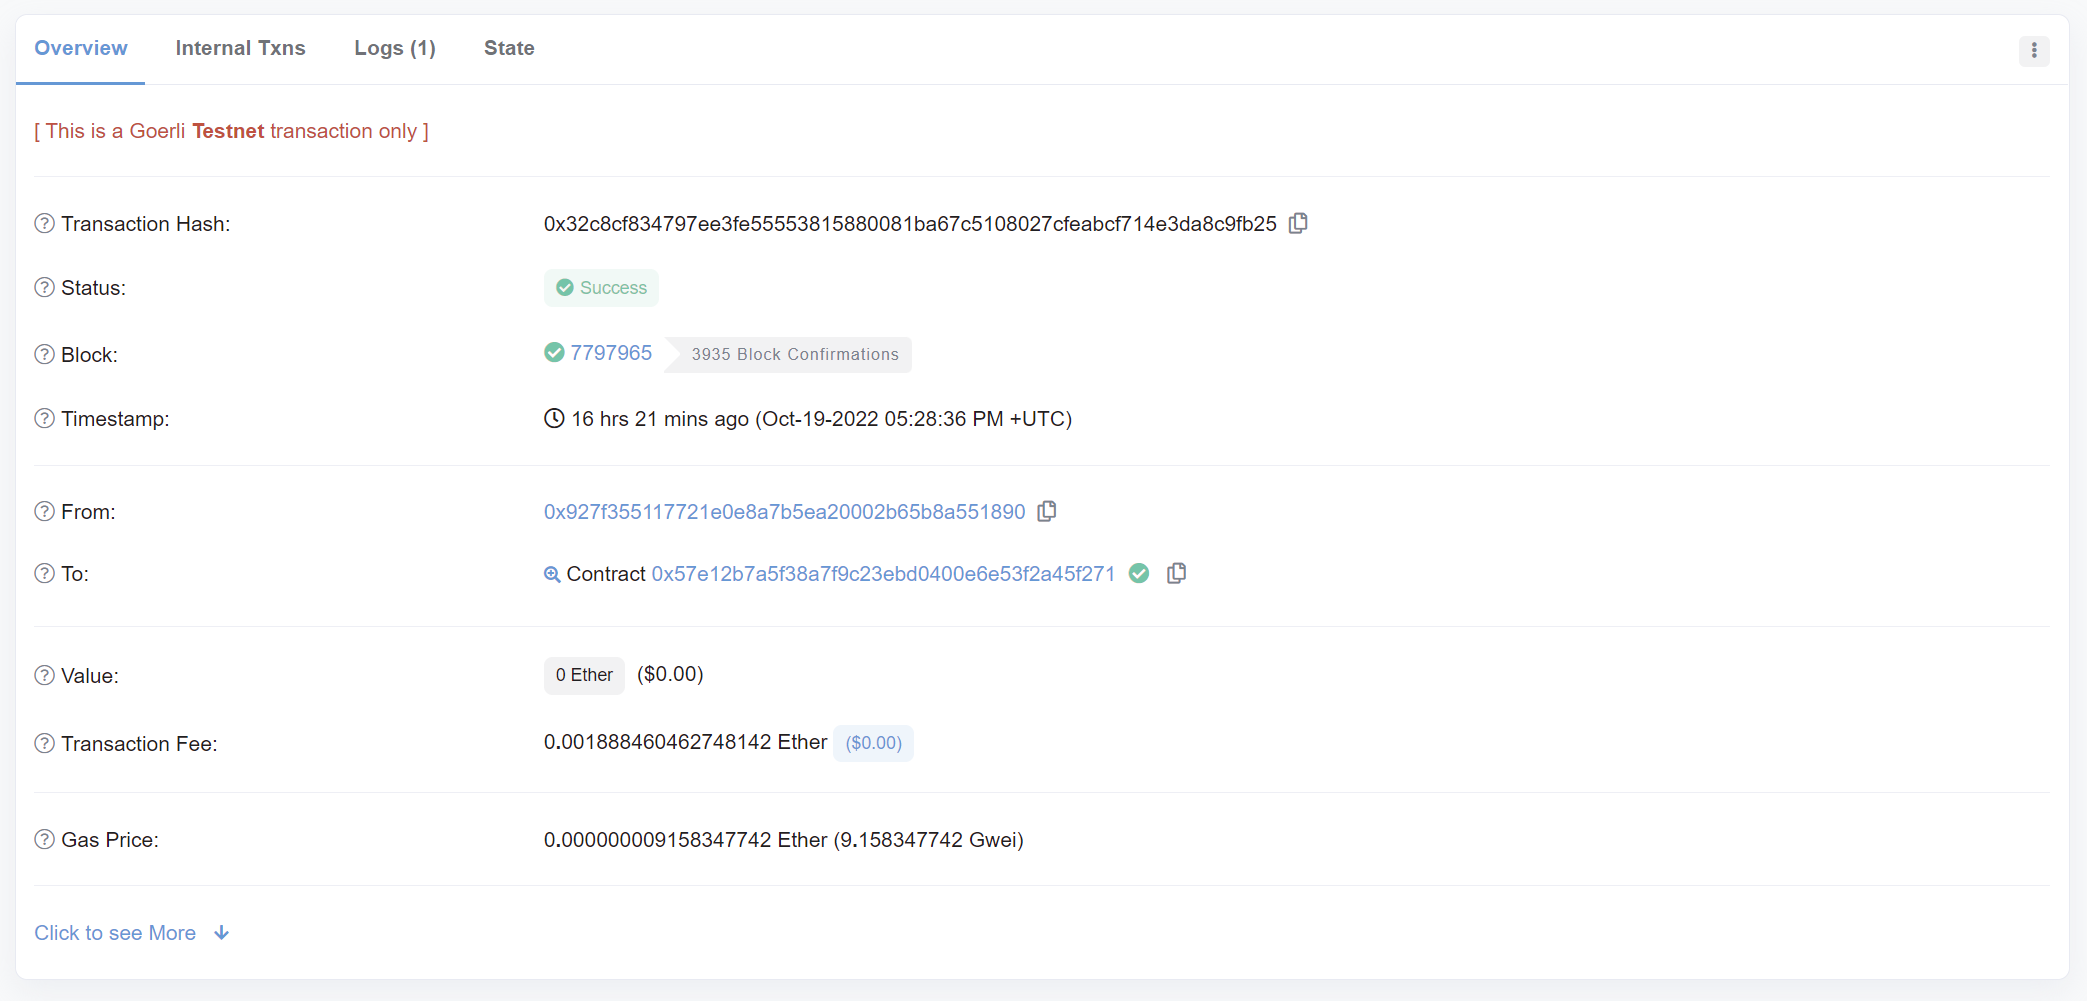 Overview Internal Txns Logs (1) State
[ This is a Goerli Testnet transaction only ]
Transaction Hash: 0x32c8cf834797ee3fe55553815880081ba67c5108027cfeabcf714e3da8c9fb25
Status: Success
Block: 7797965 3935 Block Confirmations
Timestamp: 16 hrs 21 mins ago (Oct-19-2022 05:28:36 PM +UTC)
From: 0x927f355117721e0e8a7b5ea20002b65b8a551890
To: Contract 0x57e12b7a5f38a7f9c23ebd0400e6e53f2a45f271
Value: 0 Ether ($0.00)
Transaction Fee: 0.001888460462748142 Ether ($0.00)
Gas Price: 0.000000009158347742 Ether (9.158347742 Gwei)
Click to see More